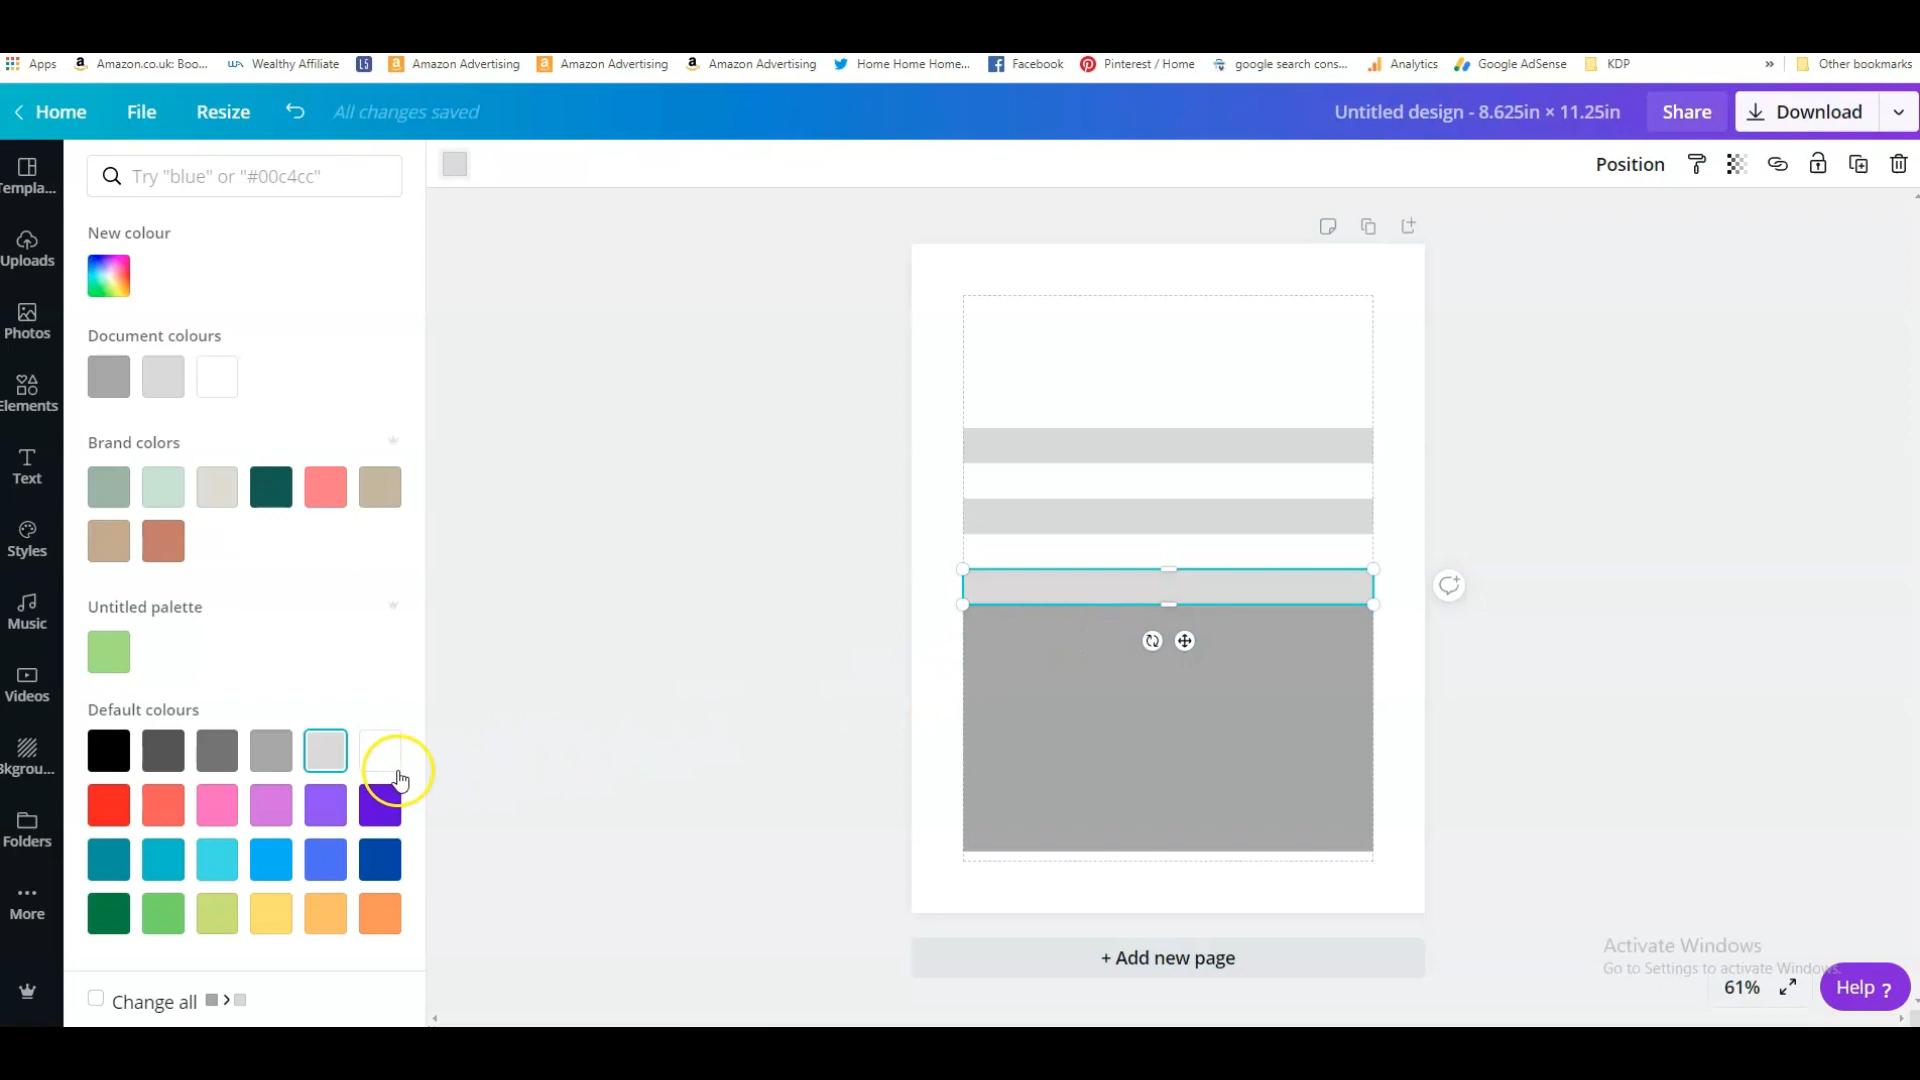 Apps Amazon.co.uk: Boo... Wealthy Affiliate Amazon Advertising Amazon Advertising Amazon Advertising Home Home Home... Facebook Pinterest / Home google search cons... Analytics Google AdSense KDP » Other bookmarks
Home File Resize All changes saved Untitled design - 8.625in × 11.25in Share Download
Position
Templa...
Uploads
Photos
Elements
Text
Styles
Music
Videos
Bkgrou...
Folders
More
Try "blue" or "#00c4cc"
New colour
Document colours
Brand colors
Untitled palette
Default colours
Change all
+ Add new page
Activate Windows
Go to Settings to activate Windows.
61%
Help ?